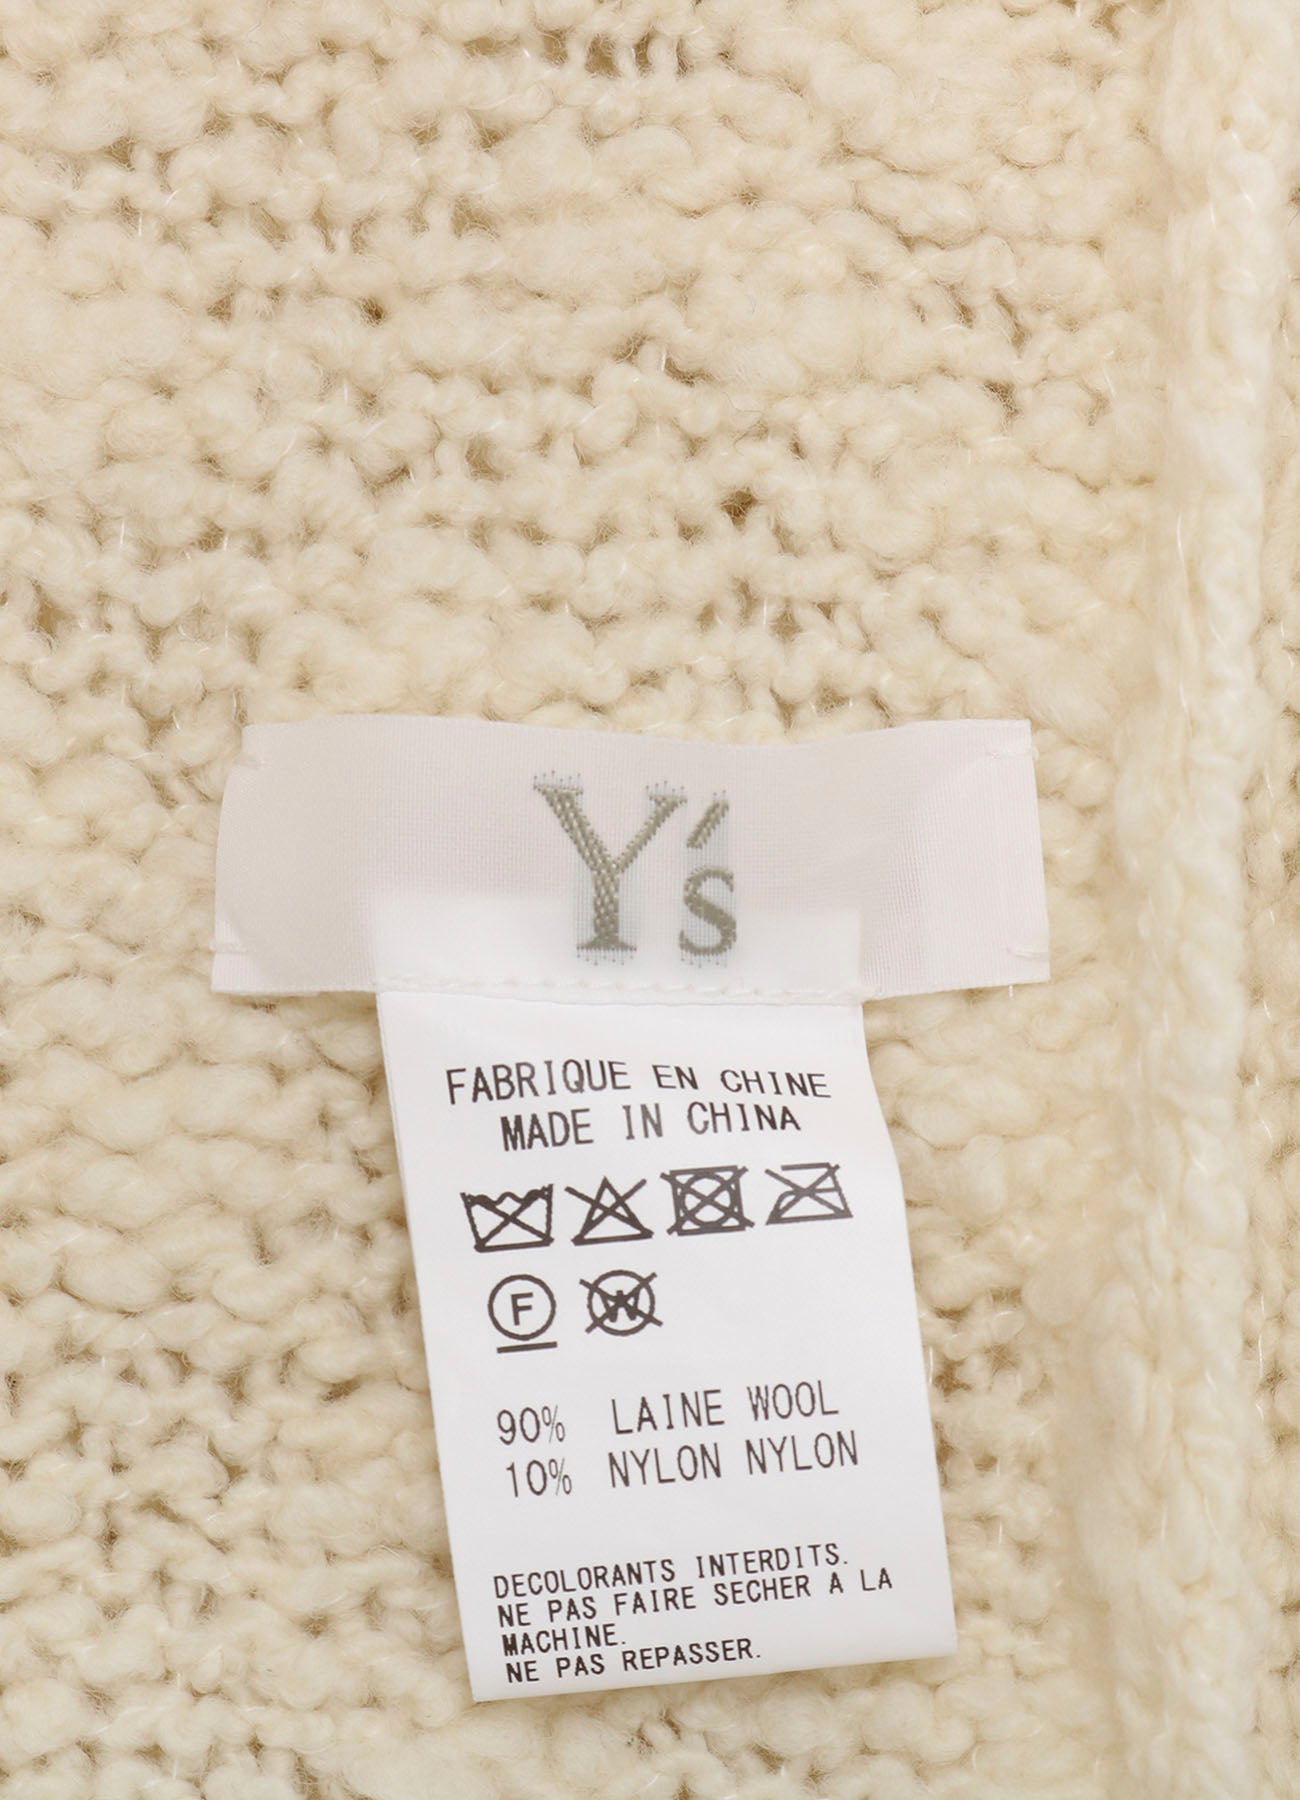 Y's
FABRIQUE EN CHINE
MADE IN CHINA
F
W
90% LAINE WOOL
10% NYLON NYLON
DECOLORANTS INTERDITS.
NE PAS FAIRE SECHER A LA
MACHINE.
NE PAS REPASSER.